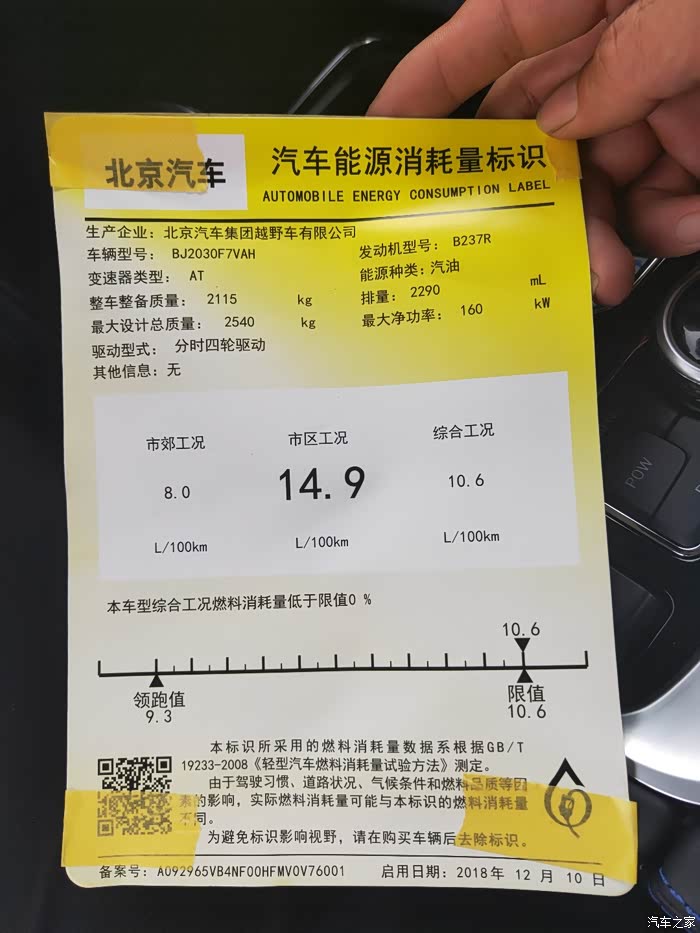 北京汽车
汽车能源消耗量标识
AUTOMOBILE ENERGY CONSUMPTION LABEL
生产企业: 北京汽车集团越野车有限公司
车辆型号: BJ2030F7VAH
发动机型号: B237R
变速器类型: AT
能源种类: 汽油
整车整备质量: 2115 kg
排量: 2290 mL
最大设计总质量: 2540 kg
最大净功率: 160 kW
驱动型式: 分时四轮驱动
其他信息: 无
市郊工况 市区工况 综合工况
8.0 14.9 10.6
L/100km L/100km L/100km
本车型综合工况燃料消耗量低于限值0 %
10.6
领跑值 限值
9.3 10.6
本标识所采用的燃料消耗量数据系根据GB/T
19233-2008《轻型汽车燃料消耗量试验方法》测定。
由于驾驶习惯、道路状况、气候条件和燃料品质等因
素的影响, 实际燃料消耗量可能与本标识的燃料消耗量
不同。
为避免标识影响视野, 请在购买车辆后去除标识。
备案号: A092965VB4NF00HFMV0V76001 启用日期: 2018年 12 月 10 日
POW
汽车之家